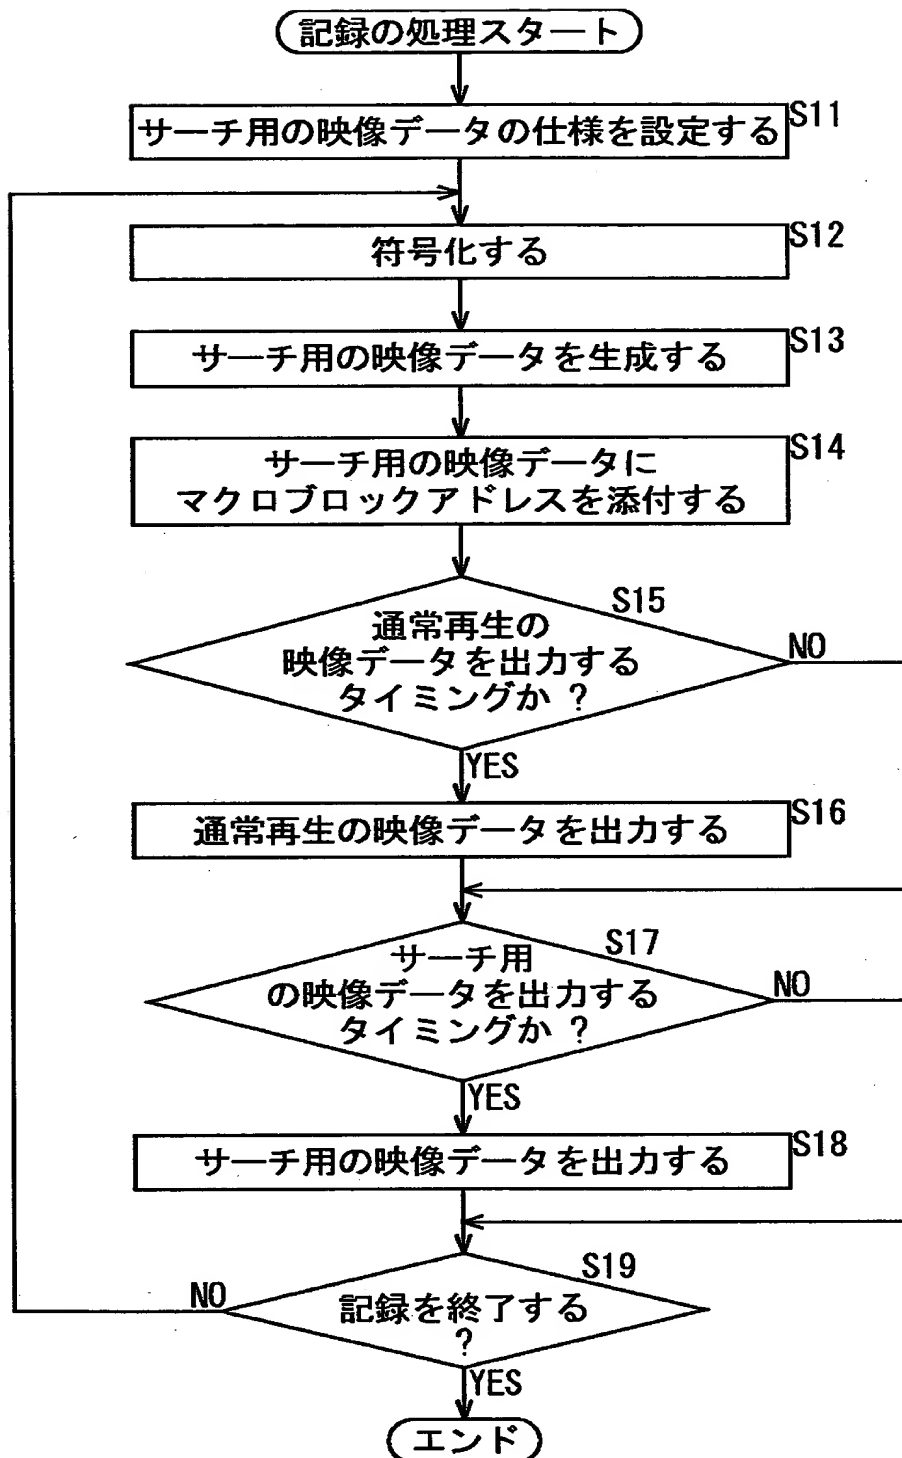 記録の処理スタート
サーチ用の映像データの仕様を設定する
S11
符号化する
S12
サーチ用の映像データを生成する
S13
サーチ用の映像データに
マクロブロックアドレスを添付する
S14
S15
通常再生の
映像データを出力する
タイミングか ?
NO
YES
通常再生の映像データを出力する
S16
S17
サーチ用
の映像データを出力する
タイミングか ?
NO
YES
サーチ用の映像データを出力する
S18
S19
記録を終了する
?
NO
YES
エンド